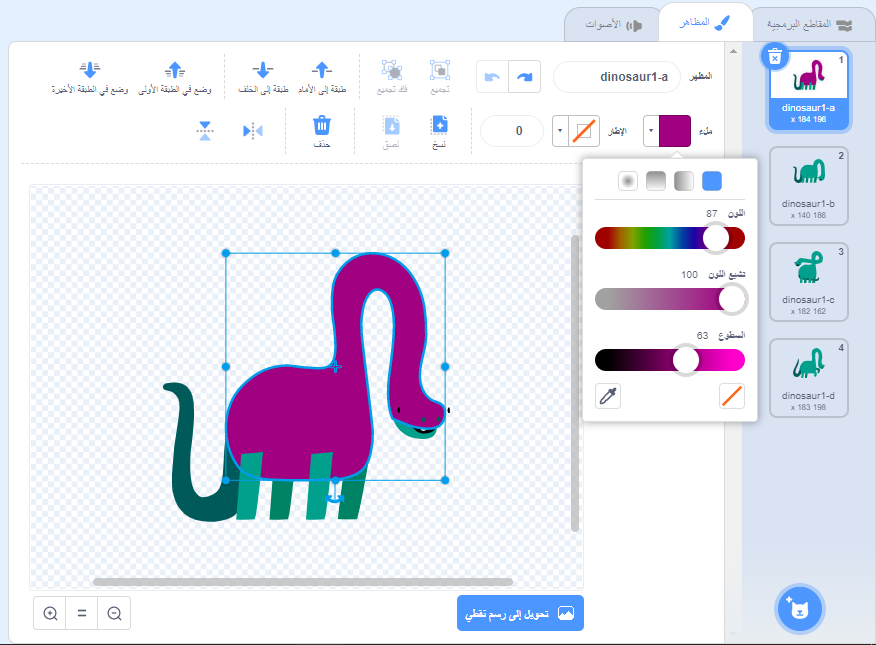 المقاطع البرمجية
المظاهر
الأصوات
المظهر
dinosaur1-a
تجميع
فك تجميع
طبقة إلى الأمام
طبقة إلى الخلف
وضع في الطبقة الأولى
وضع في الطبقة الأخيرة
ملء
الإطار
0
نسخ
لصق
حذف
اللون 87
تشبع اللون 100
السطوع 63
1
dinosaur1-a
184 x 196
2
dinosaur1-b
140 x 186
3
dinosaur1-c
182 x 162
4
dinosaur1-d
183 x 196
تحويل إلى رسم نقطي